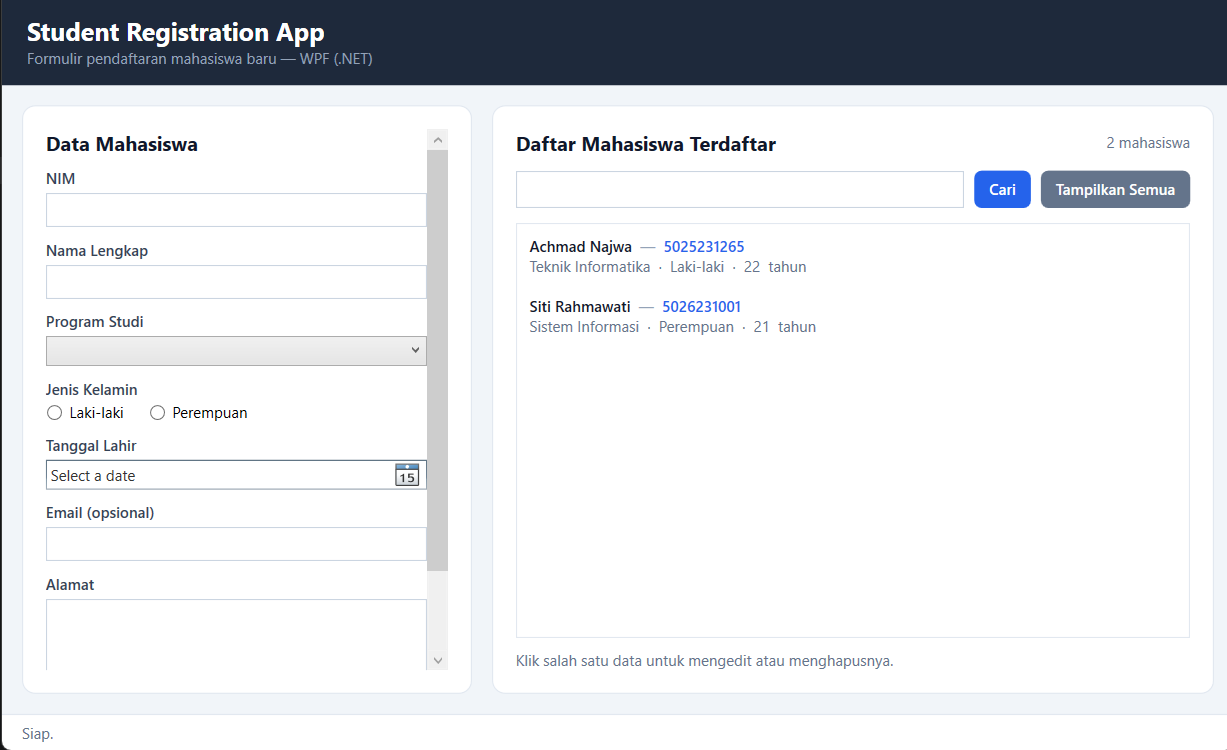 Student Registration App
Formulir pendaftaran mahasiswa baru — WPF (.NET)
Data Mahasiswa
NIM
Nama Lengkap
Program Studi
Jenis Kelamin
Laki-laki Perempuan
Tanggal Lahir
Select a date 15
Email (opsional)
Alamat
Daftar Mahasiswa Terdaftar 2 mahasiswa
Cari Tampilkan Semua
Achmad Najwa — 5025231265
Teknik Informatika · Laki-laki · 22 tahun
Siti Rahmawati — 5026231001
Sistem Informasi · Perempuan · 21 tahun
Klik salah satu data untuk mengedit atau menghapusnya.
Siap.